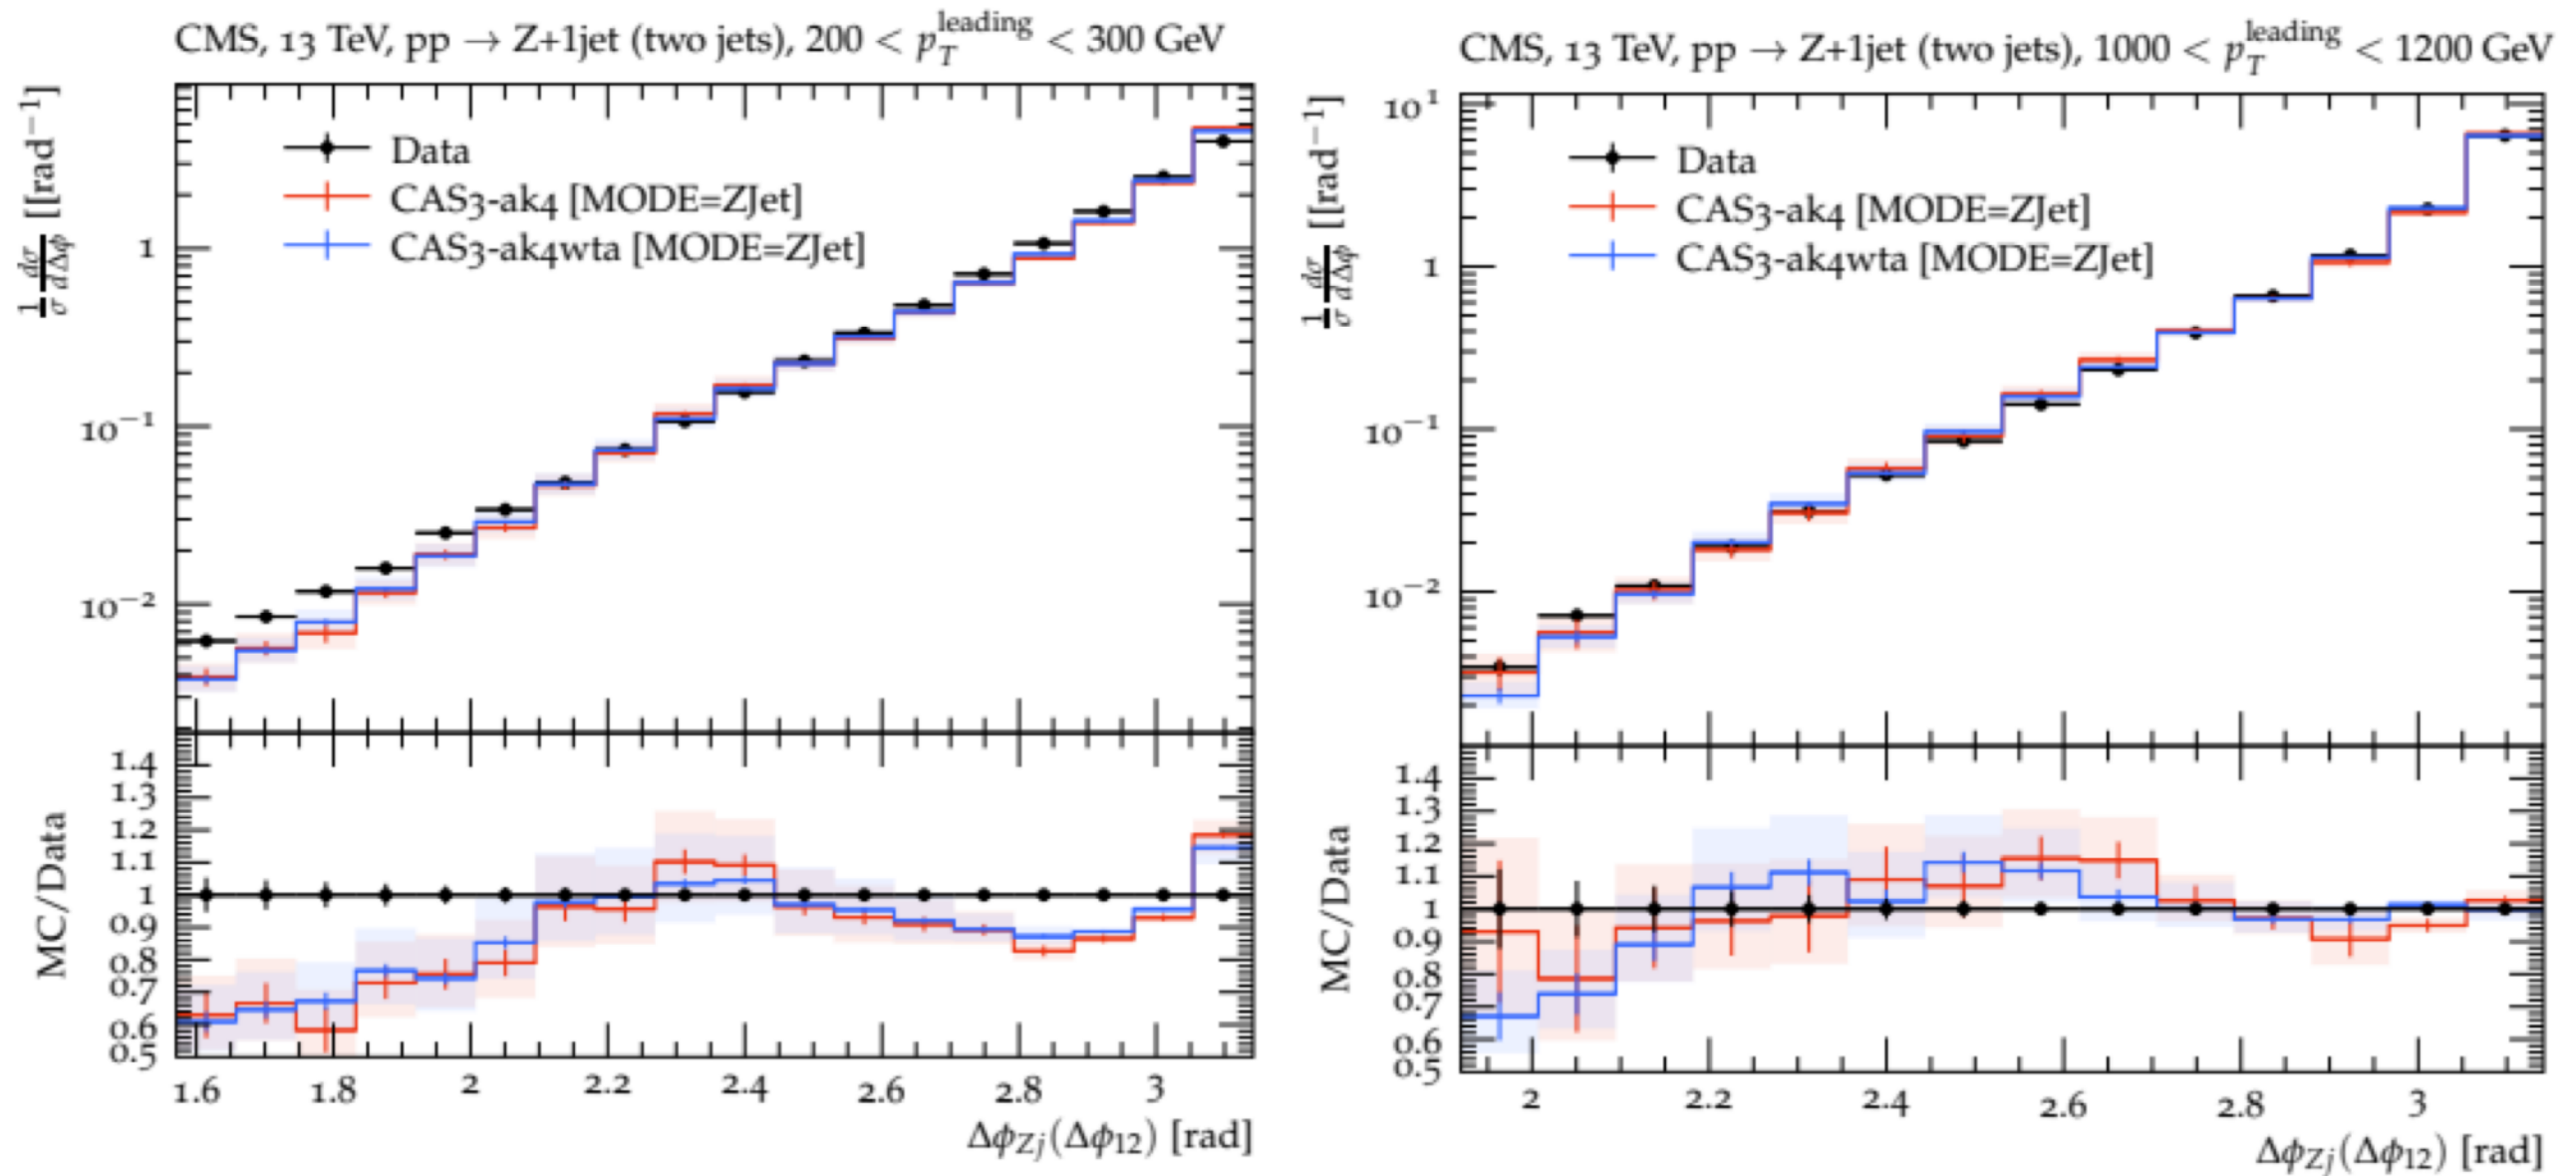 CMS, 13 TeV, pp → Z+1jet (two jets), 200 < p_T^leading < 300 GeV
1/σ dσ/dΔϕ [[rad⁻¹]
Data
CAS3-ak4 [MODE=ZJet]
CAS3-ak4wta [MODE=ZJet]
1
10⁻¹
10⁻²
MC/Data
1.4
1.3
1.2
1.1
1
0.9
0.8
0.7
0.6
0.5
1.6 1.8 2 2.2 2.4 2.6 2.8 3
Δϕ_Zj(Δϕ_12) [rad]
CMS, 13 TeV, pp → Z+1jet (two jets), 1000 < p_T^leading < 1200 GeV
1/σ dσ/dΔϕ [[rad⁻¹]
Data
CAS3-ak4 [MODE=ZJet]
CAS3-ak4wta [MODE=ZJet]
10¹
1
10⁻¹
10⁻²
MC/Data
1.4
1.3
1.2
1.1
1
0.9
0.8
0.7
0.6
0.5
2 2.2 2.4 2.6 2.8 3
Δϕ_Zj(Δϕ_12) [rad]